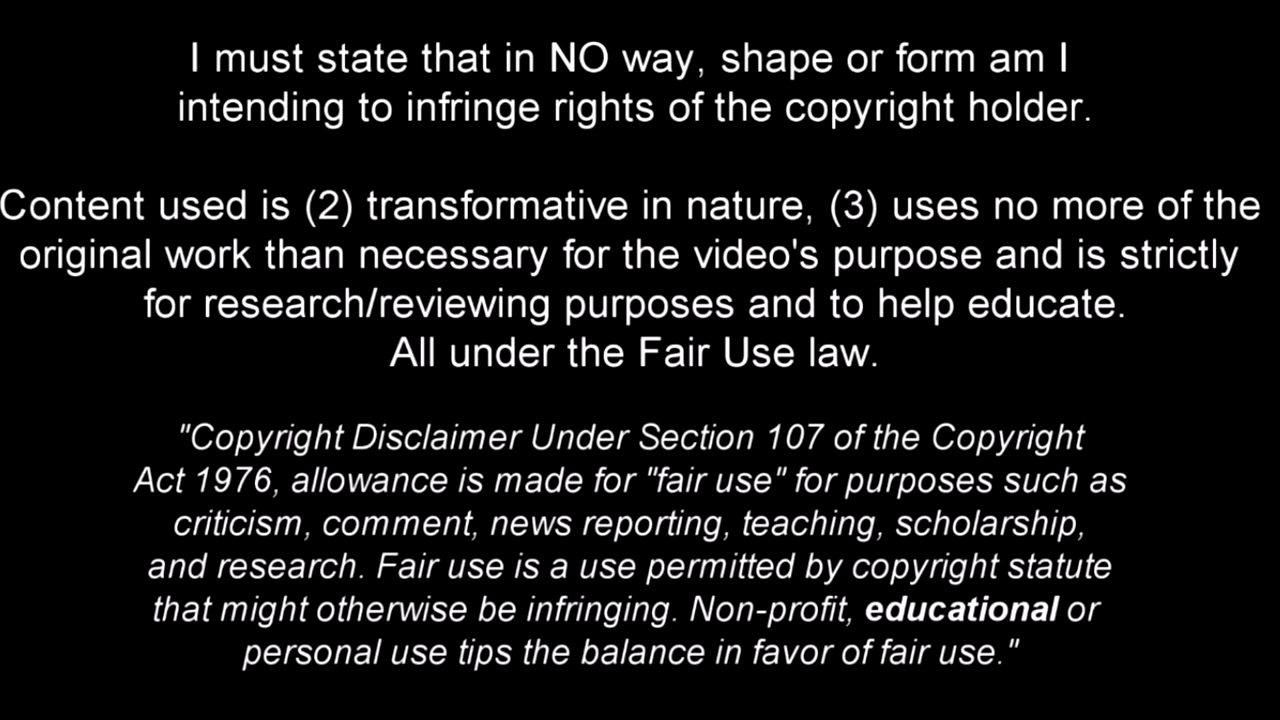 I must state that in NO way, shape or form am I
intending to infringe rights of the copyright holder.
Content used is (2) transformative in nature, (3) uses no more of the
original work than necessary for the video's purpose and is strictly
for research/reviewing purposes and to help educate.
All under the Fair Use law.
"Copyright Disclaimer Under Section 107 of the Copyright
Act 1976, allowance is made for "fair use" for purposes such as
criticism, comment, news reporting, teaching, scholarship,
and research. Fair use is a use permitted by copyright statute
that might otherwise be infringing. Non-profit, educational or
personal use tips the balance in favor of fair use."